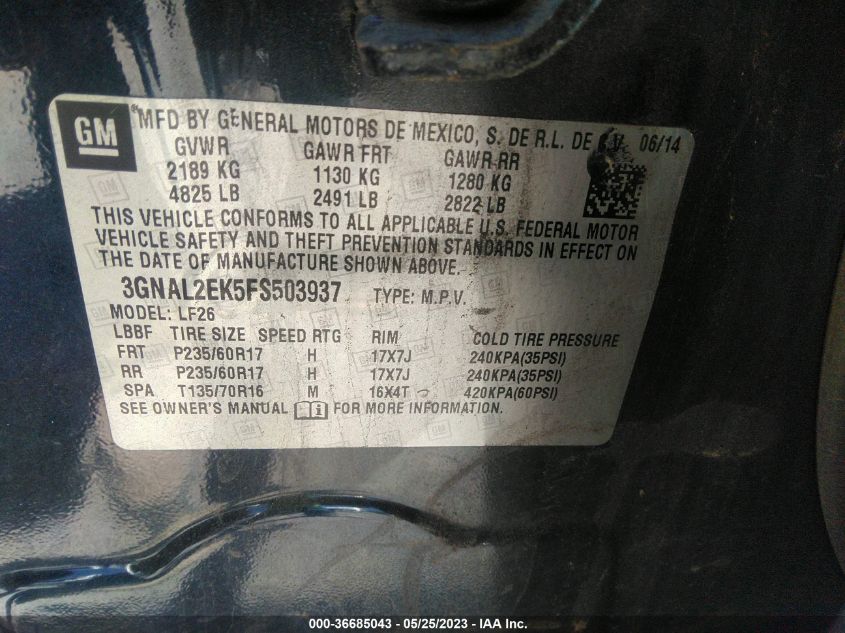 GM
MFD BY GENERAL MOTORS DE MEXICO, S. DE R.L. DE 06/14
GVWR GAWR FRT GAWR RR
2189 KG 1130 KG 1280 KG
4825 LB 2491 LB 2822 LB
THIS VEHICLE CONFORMS TO ALL APPLICABLE U.S. FEDERAL MOTOR
VEHICLE SAFETY AND THEFT PREVENTION STANDARDS IN EFFECT ON
THE DATE OF MANUFACTURE SHOWN ABOVE.
3GNAL2EK5FS503937 TYPE: M.P.V.
MODEL: LF26
LBBF TIRE SIZE SPEED RTG RIM COLD TIRE PRESSURE
FRT P235/60R17 H 17X7J 240KPA(35PSI)
RR P235/60R17 H 17X7J 240KPA(35PSI)
SPA T135/70R16 M 16X4T 420KPA(60PSI)
SEE OWNER'S MANUAL FOR MORE INFORMATION.
000-36685043 - 05/25/2023 - IAA Inc.